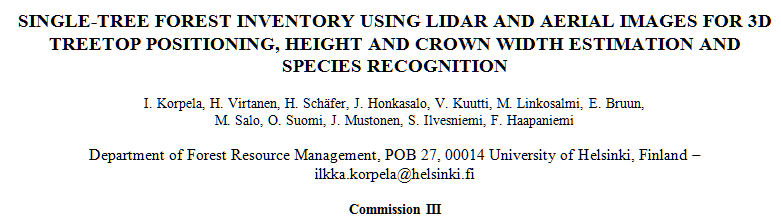 SINGLE-TREE FOREST INVENTORY USING LIDAR AND AERIAL IMAGES FOR 3D
TREETOP POSITIONING, HEIGHT AND CROWN WIDTH ESTIMATION AND
SPECIES RECOGNITION
I. Korpela, H. Virtanen, H. Schäfer, J. Honkasalo, V. Kuutti, M. Linkosalmi, E. Bruun,
M. Salo, O. Suomi, J. Mustonen, S. Ilvesniemi, F. Haapaniemi
Department of Forest Resource Management, POB 27, 00014 University of Helsinki, Finland –
ilkka.korpela@helsinki.fi
Commission III